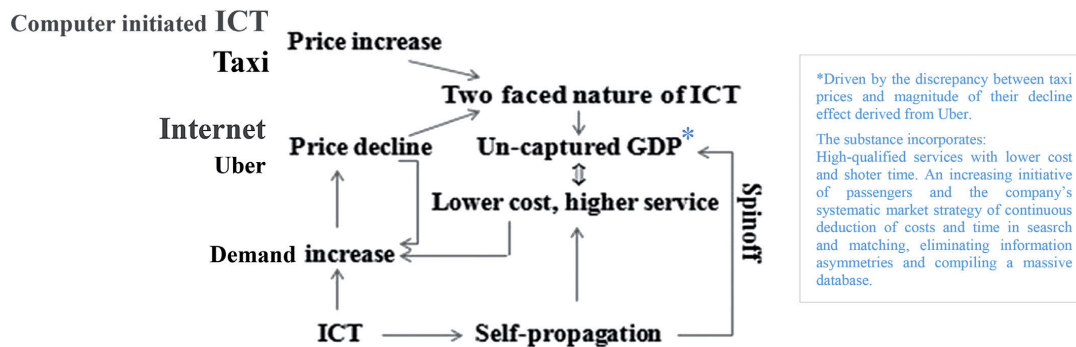 Computer initiated ICT
Price increase
Taxi
Two faced nature of ICT
Internet
Price decline
Un-captured GDP*
Uber
Lower cost, higher service
Spinoff
Demand increase
ICT
Self-propagation
*Driven by the discrepancy between taxi
prices and magnitude of their decline
effect derived from Uber.
The substance incorporates:
High-qualified services with lower cost
and shoter time. An increasing initiative
of passengers and the company's
systematic market strategy of continuous
deduction of costs and time in seasrch
and matching, eliminating information
asymmetries and compiling a massive
database.